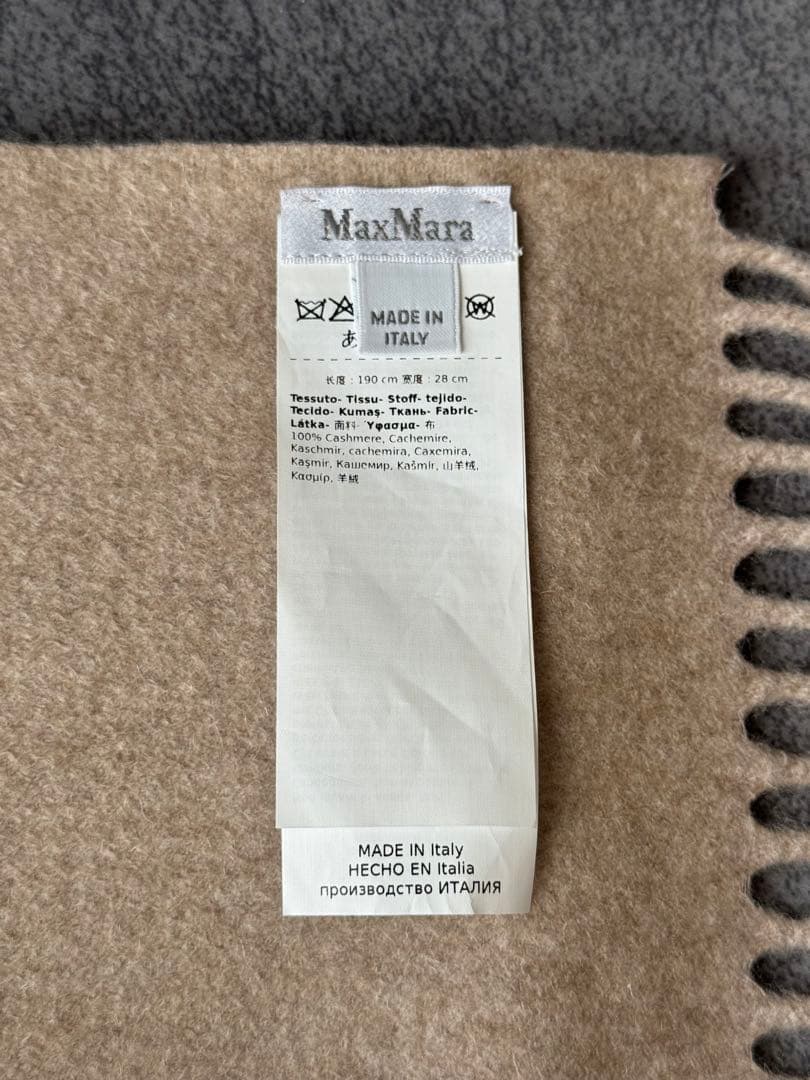 MaxMara
MADE IN
ITALY
W
あ
长度 : 190 cm 宽度 : 28 cm
Tessuto- Tissu- Stoff- tejido-
Tecido- Kumaş- Ткань- Fabric-
Látka- 面料- Ύφασμα- 布
100% Cashmere, Cachemire,
Kaschmir, cachemira, Caxemira,
Kaşmir, Кашемир, Kašmír, 山羊绒,
Κασμίρ, 羊絨
MADE IN Italy
HECHO EN Italia
производство ИТАЛИЯ